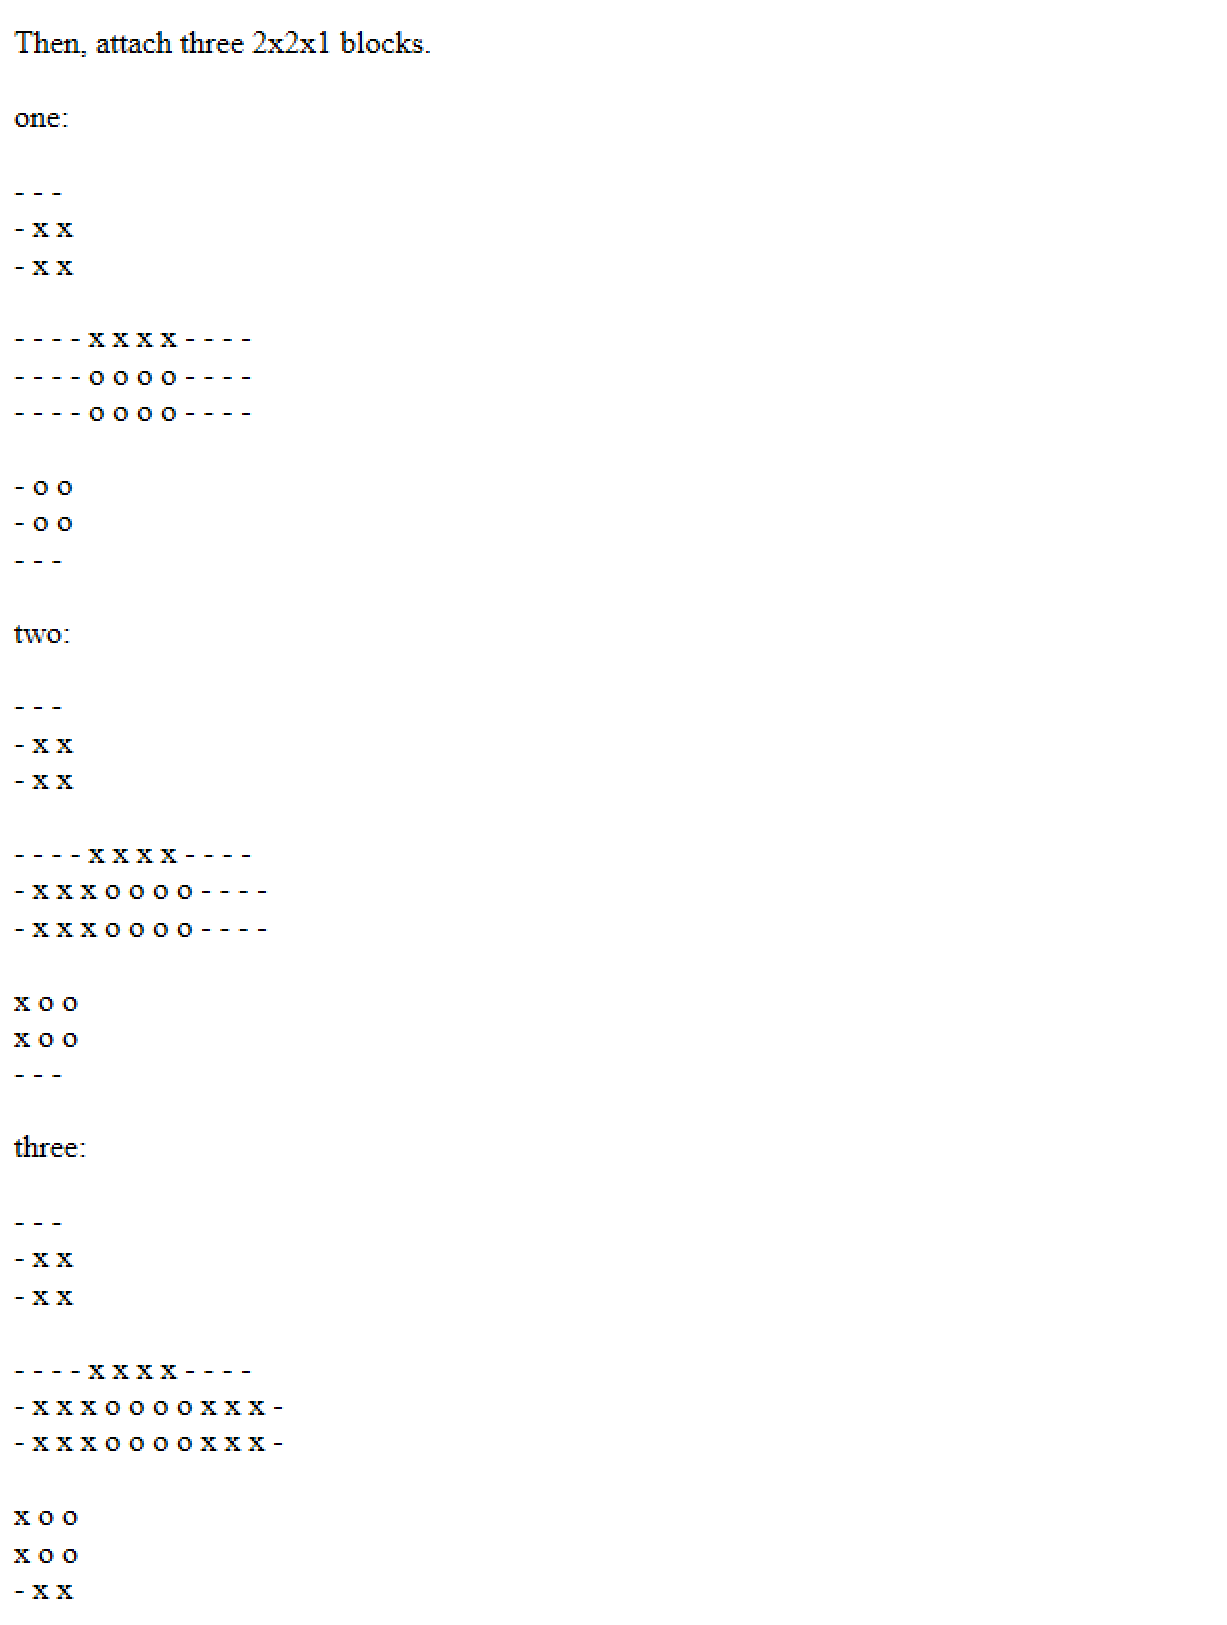 Then, attach three 2x2x1 blocks.
one:
- - -
- x x
- x x
- - - - x x x x - - - -
- - - - o o o o - - - -
- - - - o o o o - - - -
- o o
- o o
- - -
two:
- - -
- x x
- x x
- - - - x x x x - - - -
- x x x o o o o - - - -
- x x x o o o o - - - -
x o o
x o o
- - -
three:
- - -
- x x
- x x
- - - - x x x x - - - -
- x x x o o o o x x x -
- x x x o o o o x x x -
x o o
x o o
- x x